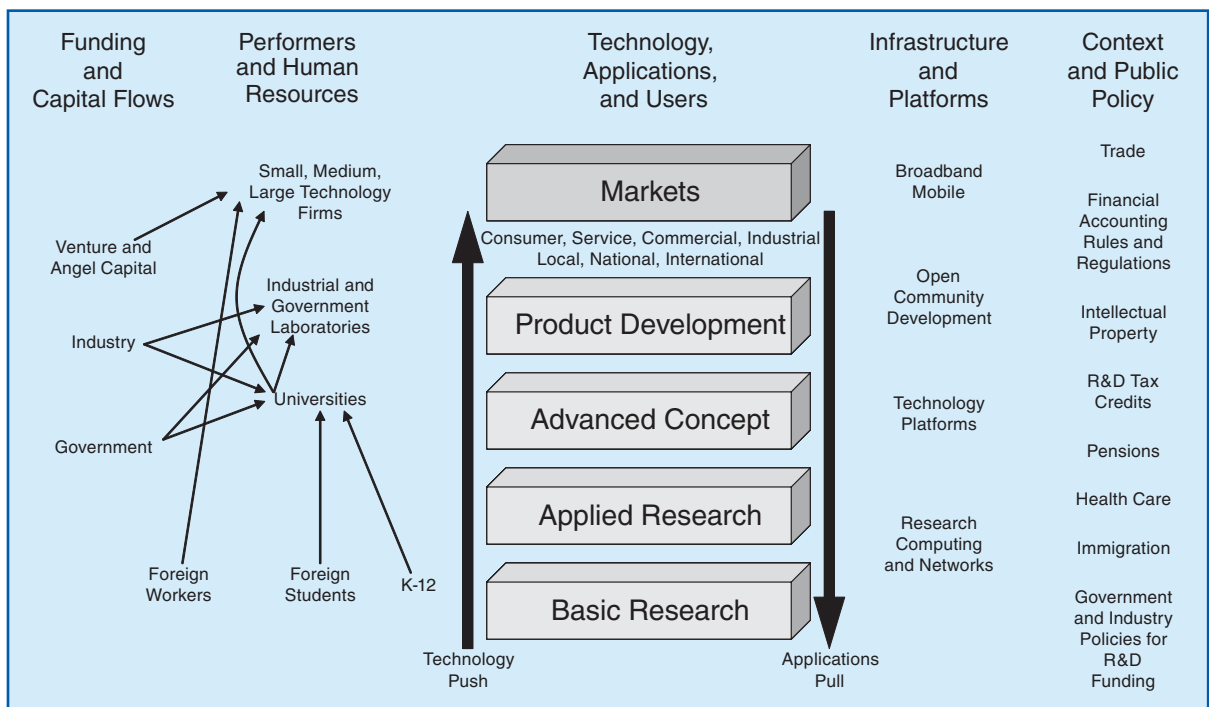 Funding
and
Capital Flows
Performers
and Human
Resources
Technology,
Applications,
and Users
Infrastructure
and
Platforms
Context
and Public
Policy
Venture and
Angel Capital
Industry
Government
Small, Medium,
Large Technology
Firms
Industrial and
Government
Laboratories
Universities
Foreign
Workers
Foreign
Students
K-12
Markets
Consumer, Service, Commercial, Industrial
Local, National, International
Product Development
Advanced Concept
Applied Research
Basic Research
Technology
Push
Applications
Pull
Broadband
Mobile
Open
Community
Development
Technology
Platforms
Research
Computing
and Networks
Trade
Financial
Accounting
Rules and
Regulations
Intellectual
Property
R&D Tax
Credits
Pensions
Health Care
Immigration
Government
and Industry
Policies for
R&D
Funding